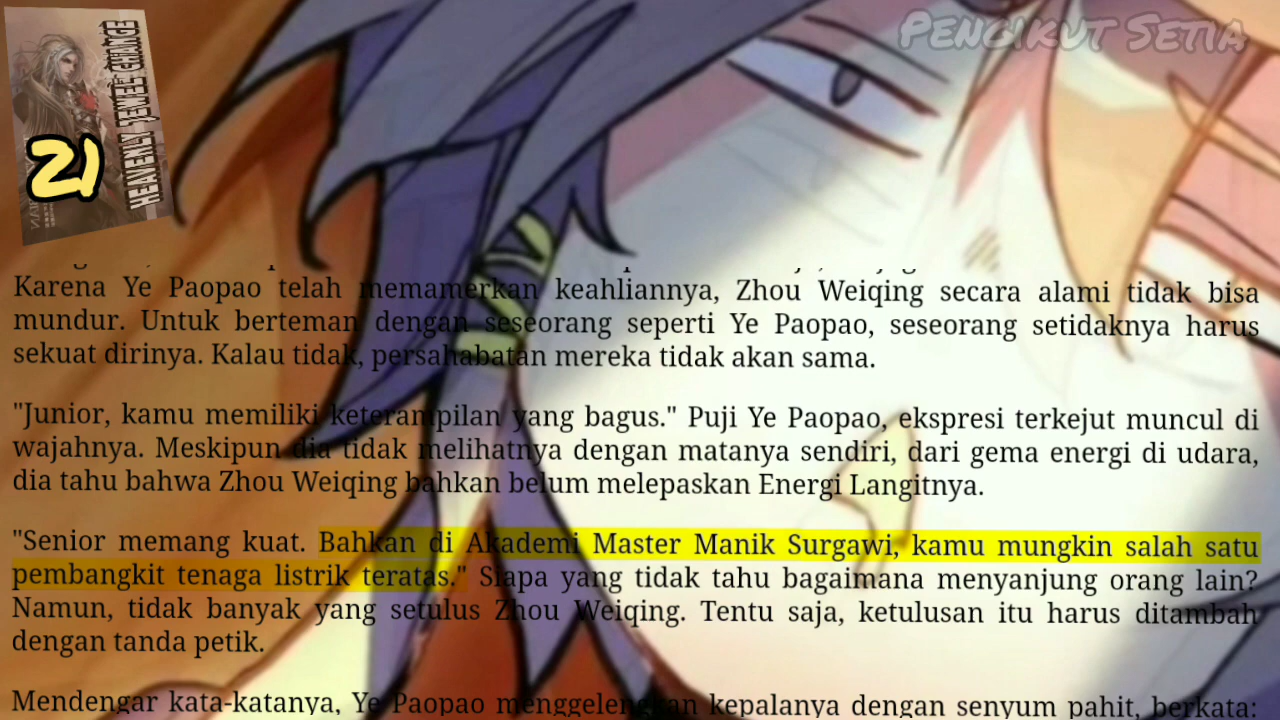 Pengikut Setia
HEAVENLY JEWEL CHANGE
21
Karena Ye Paopao telah memamerkan keahliannya, Zhou Weiqing secara alami tidak bisa
mundur. Untuk berteman dengan seseorang seperti Ye Paopao, seseorang setidaknya harus
sekuat dirinya. Kalau tidak, persahabatan mereka tidak akan sama.
"Junior, kamu memiliki keterampilan yang bagus." Puji Ye Paopao, ekspresi terkejut muncul di
wajahnya. Meskipun dia tidak melihatnya dengan matanya sendiri, dari gema energi di udara,
dia tahu bahwa Zhou Weiqing bahkan belum melepaskan Energi Langitnya.
"Senior memang kuat. Bahkan di Akademi Master Manik Surgawi, kamu mungkin salah satu
pembangkit tenaga listrik teratas." Siapa yang tidak tahu bagaimana menyanjung orang lain?
Namun, tidak banyak yang setulus Zhou Weiqing. Tentu saja, ketulusan itu harus ditambah
dengan tanda petik.
Mendengar kata-katanya, Ye Paopao menggelengkan kepalanya dengan senyum pahit, berkata: